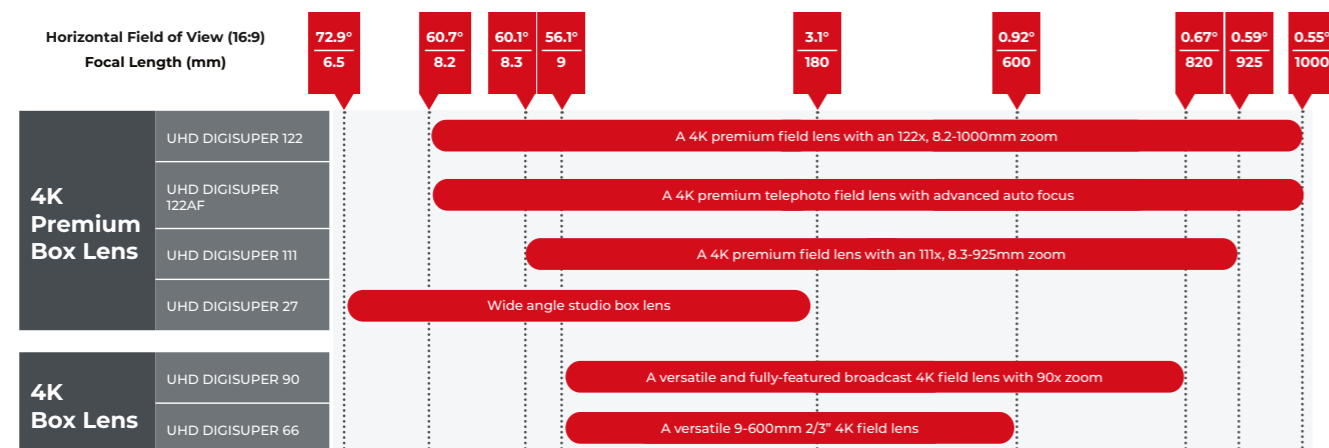 Horizontal Field of View (16:9)
Focal Length (mm)
72.9° 60.7° 60.1° 56.1° 3.1° 0.92° 0.67° 0.59° 0.55°
6.5 8.2 8.3 9 180 600 820 925 1000
4K
Premium
Box Lens
UHD DIGISUPER 122
A 4K premium field lens with an 122x, 8.2-1000mm zoom
UHD DIGISUPER
122AF
A 4K premium telephoto field lens with advanced auto focus
UHD DIGISUPER 111
A 4K premium field lens with an 111x, 8.3-925mm zoom
UHD DIGISUPER 27
Wide angle studio box lens
4K
Box Lens
UHD DIGISUPER 90
A versatile and fully-featured broadcast 4K field lens with 90x zoom
UHD DIGISUPER 66
A versatile 9-600mm 2/3” 4K field lens